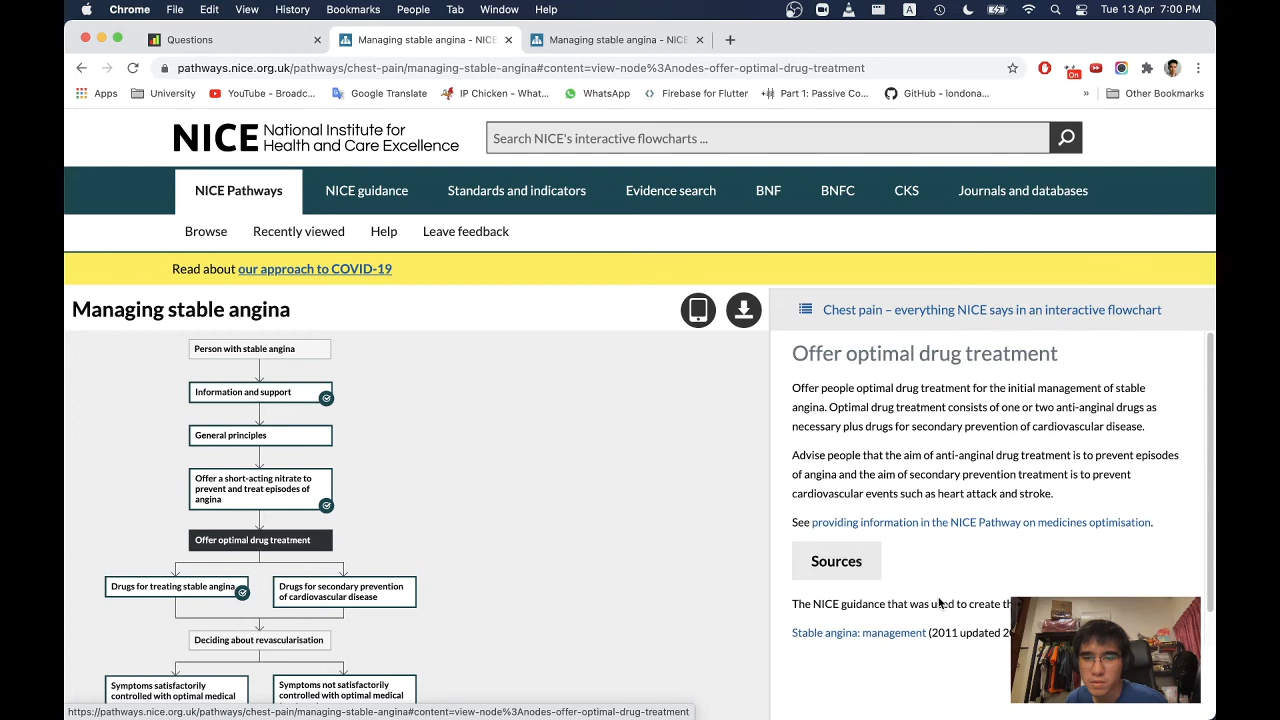 Chrome File Edit View History Bookmarks People Tab Window Help Tue 13 Apr 7:00 PM
Questions Managing stable angina - NICE Managing stable angina - NICE
pathways.nice.org.uk/pathways/chest-pain/managing-stable-angina#content=view-node%3Anodes-offer-optimal-drug-treatment
On
Apps University YouTube – Broadc... Google Translate IP Chicken - What... WhatsApp Firebase for Flutter Part 1: Passive Co... GitHub - londona... » Other Bookmarks
NICE National Institute for
Health and Care Excellence
Search NICE's interactive flowcharts ...
NICE Pathways NICE guidance Standards and indicators Evidence search BNF BNFC CKS Journals and databases
Browse Recently viewed Help Leave feedback
Read about our approach to COVID-19
Managing stable angina
Person with stable angina
Information and support
General principles
Offer a short-acting nitrate to
prevent and treat episodes of
angina
Offer optimal drug treatment
Drugs for treating stable angina
Drugs for secondary prevention
of cardiovascular disease
Deciding about revascularisation
Symptoms satisfactorily
controlled with optimal medical
Symptoms not satisfactorily
controlled with optimal medical
https://pathways.nice.org.uk/pathways/chest-pain/managing-stable-angina#content=view-node%3Anodes-offer-optimal-drug-treatment
Chest pain – everything NICE says in an interactive flowchart
Offer optimal drug treatment
Offer people optimal drug treatment for the initial management of stable
angina. Optimal drug treatment consists of one or two anti-anginal drugs as
necessary plus drugs for secondary prevention of cardiovascular disease.
Advise people that the aim of anti-anginal drug treatment is to prevent episodes
of angina and the aim of secondary prevention treatment is to prevent
cardiovascular events such as heart attack and stroke.
See providing information in the NICE Pathway on medicines optimisation.
Sources
The NICE guidance that was used to create
Stable angina: management (2011 updated